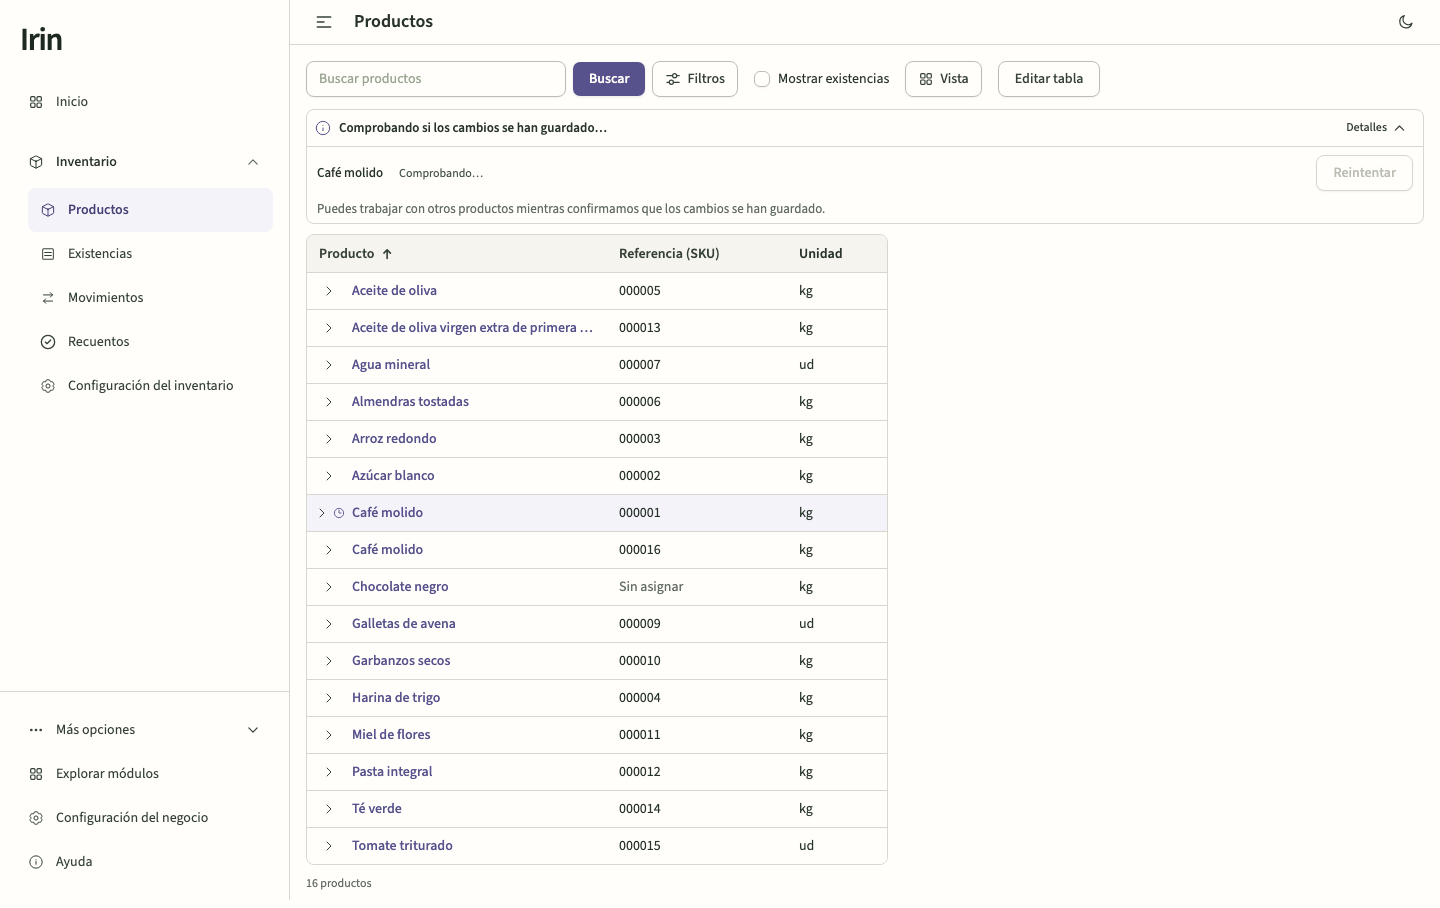 Irin
Inicio
Inventario
Productos
Existencias
Movimientos
Recuentos
Configuración del inventario
Más opciones
Explorar módulos
Configuración del negocio
Ayuda
Productos
Buscar productos Buscar Filtros Mostrar existencias Vista Editar tabla
Comprobando si los cambios se han guardado… Detalles
Café molido Comprobando… Reintentar
Puedes trabajar con otros productos mientras confirmamos que los cambios se han guardado.
Producto Referencia (SKU) Unidad
Aceite de oliva 000005 kg
Aceite de oliva virgen extra de primera … 000013 kg
Agua mineral 000007 ud
Almendras tostadas 000006 kg
Arroz redondo 000003 kg
Azúcar blanco 000002 kg
Café molido 000001 kg
Café molido 000016 kg
Chocolate negro Sin asignar kg
Galletas de avena 000009 ud
Garbanzos secos 000010 kg
Harina de trigo 000004 kg
Miel de flores 000011 kg
Pasta integral 000012 kg
Té verde 000014 kg
Tomate triturado 000015 ud
16 productos